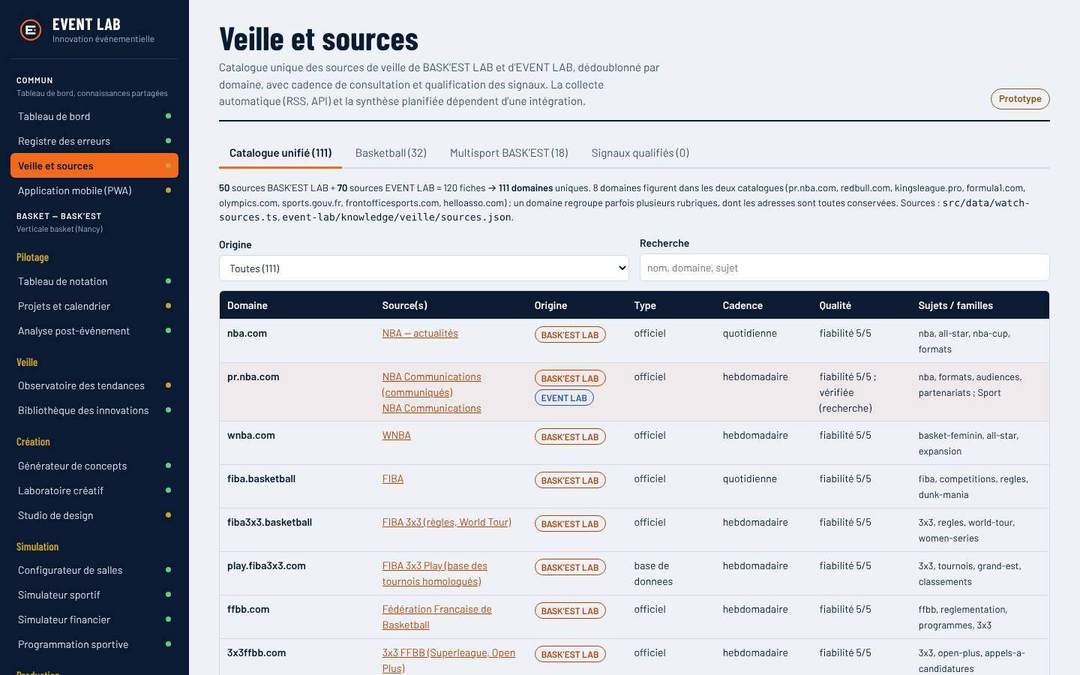 EVENT LAB
Innovation événementielle
COMMUN
Tableau de bord, connaissances partagées
Tableau de bord
Registre des erreurs
Veille et sources
Application mobile (PWA)
BASKET — BASK'EST
Verticale basket (Nancy)
Pilotage
Tableau de notation
Projets et calendrier
Analyse post-événement
Veille
Observatoire des tendances
Bibliothèque des innovations
Création
Générateur de concepts
Laboratoire créatif
Studio de design
Simulation
Configurateur de salles
Simulateur sportif
Simulateur financier
Programmation sportive
Veille et sources
Catalogue unique des sources de veille de BASK'EST LAB et d'EVENT LAB, dédoublonné par
domaine, avec cadence de consultation et qualification des signaux. La collecte
automatique (RSS, API) et la synthèse planifiée dépendent d'une intégration.
Prototype
Catalogue unifié (111) Basketball (32) Multisport BASK'EST (18) Signaux qualifiés (0)
50 sources BASK'EST LAB + 70 sources EVENT LAB = 120 fiches → 111 domaines uniques. 8 domaines figurent dans les deux catalogues (pr.nba.com, redbull.com, kingsleague.pro, formula1.com,
olympics.com, sports.gouv.fr, frontofficesports.com, helloasso.com) ; un domaine regroupe parfois plusieurs rubriques, dont les adresses sont toutes conservées. Sources : src/data/watch-
sources.ts, event-lab/knowledge/veille/sources.json.
Origine Recherche
Toutes (111) nom, domaine, sujet
Domaine Source(s) Origine Type Cadence Qualité Sujets / familles
nba.com NBA — actualités BASK'EST LAB officiel quotidienne fiabilité 5/5 nba, all-star, nba-cup,
formats
pr.nba.com NBA Communications BASK'EST LAB officiel hebdomadaire fiabilité 5/5 ; nba, formats, audiences,
(communiqués) EVENT LAB vérifiée partenariats ; Sport
NBA Communications (recherche)
wnba.com WNBA BASK'EST LAB officiel hebdomadaire fiabilité 5/5 basket-feminin, all-star,
expansion
fiba.basketball FIBA BASK'EST LAB officiel quotidienne fiabilité 5/5 fiba, competitions, regles,
dunk-mania
fiba3x3.basketball FIBA 3x3 (règles, World Tour) BASK'EST LAB officiel hebdomadaire fiabilité 5/5 3x3, regles, world-tour,
women-series
play.fiba3x3.com FIBA 3x3 Play (base des BASK'EST LAB base de hebdomadaire fiabilité 5/5 3x3, tournois, grand-est,
tournois homologués) donnees classements
ffbb.com Fédération Francaise de BASK'EST LAB officiel hebdomadaire fiabilité 5/5 ffbb, reglementation,
Basketball programmes, 3x3
3x3ffbb.com 3x3 FFBB (Superleague, Open BASK'EST LAB officiel hebdomadaire fiabilité 5/5 3x3, open-plus, appels-a-
Plus) candidatures